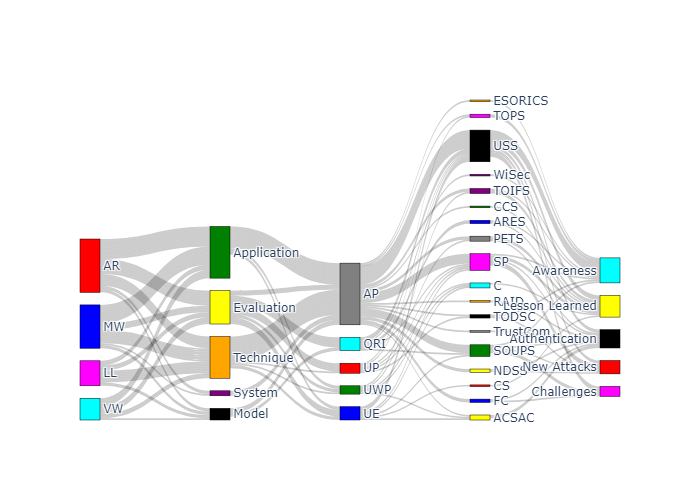 AR
MW
LL
VW
Application
Evaluation
Technique
System
Model
AP
QRI
UP
UWP
UE
ESORICS
TOPS
USS
WiSec
TOIFS
CCS
ARES
PETS
SP
C
RAID
TODSC
TrustCom
SOUPS
NDSS
CS
FC
ACSAC
Awareness
Lesson Learned
Authentication
New Attacks
Challenges